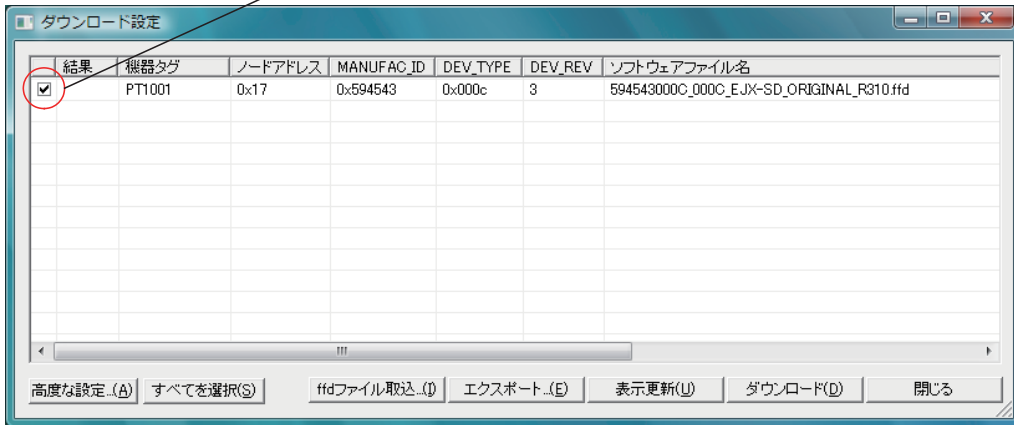 ダウンロード設定
結果 機器タグ ノードアドレス MANUFAC_ID DEV_TYPE DEV_REV ソフトウェアファイル名
PT1001 0x17 0x594543 0x000c 3 594543000C_000C_EJX-SD_ORIGINAL_R310.ffd
高度な設定...(A) すべてを選択(S) ffdファイル取込...(I) エクスポート...(E) 表示更新(U) ダウンロード(D) 閉じる